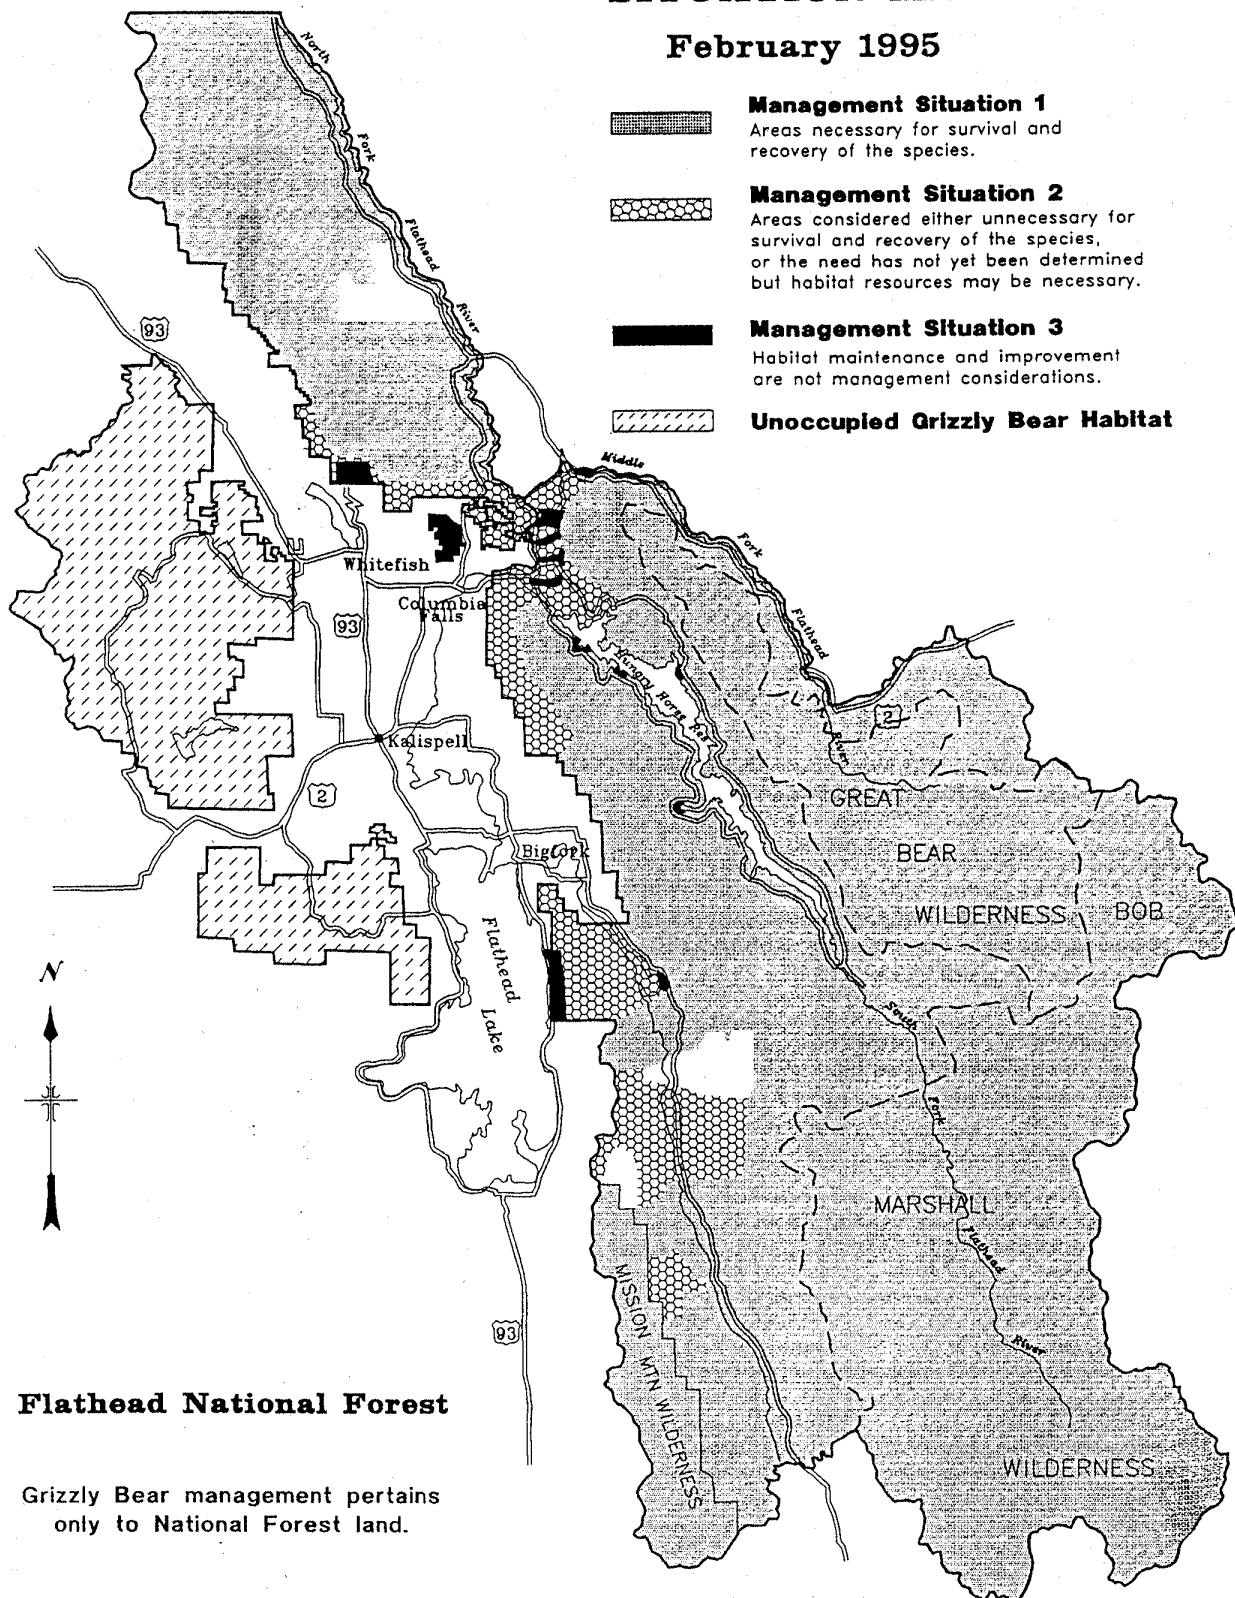 February 1995
Management Situation 1
Areas necessary for survival and
recovery of the species.
Management Situation 2
Areas considered either unnecessary for
survival and recovery of the species,
or the need has not yet been determined
but habitat resources may be necessary.
Management Situation 3
Habitat maintenance and improvement
are not management considerations.
Unoccupied Grizzly Bear Habitat
North
Fork
Flathead
River
93
Middle
Fork
Flathead
River
2
Whitefish
Columbia
Falls
93
Hungry Horse Res
Kalispell
2
GREAT
BEAR
WILDERNESS
BOB
Bigfork
Flathead
Lake
N
South
Fork
Flathead
River
MARSHALL
WILDERNESS
MISSION MTN WILDERNESS
93
Flathead National Forest
Grizzly Bear management pertains
only to National Forest land.